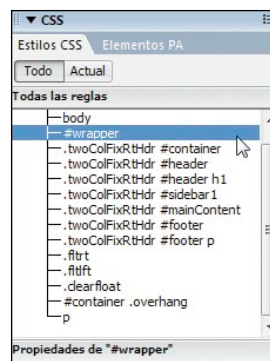 CSS
Estilos CSS Elementos PA
Todo Actual
Todas las reglas
body
#wrapper
.twoColFixRtHdr #container
.twoColFixRtHdr #header
.twoColFixRtHdr #header h1
.twoColFixRtHdr #sidebar1
.twoColFixRtHdr #mainContent
.twoColFixRtHdr #footer
.twoColFixRtHdr #footer p
.fltrt
.fltlft
.clearfloat
#container .overhang
p
Propiedades de "#wrapper"